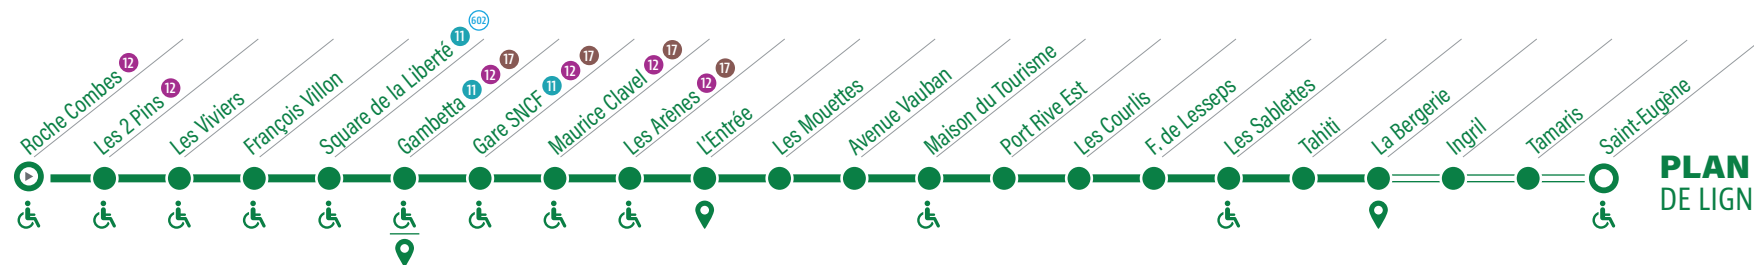 Roche Combes 12
Les 2 Pins 12
Les Viviers
François Villon
Square de la Liberté 11 602
Gambetta 11 12 17
Gare SNCF 11 12 17
Maurice Clavel 12 17
Les Arènes 12 17
L'Entrée
Les Mouettes
Avenue Vauban
Maison du Tourisme
Port Rive Est
Les Courlis
F. de Lesseps
Les Sablettes
Tahiti
La Bergerie
Ingril
Tamaris
Saint-Eugène
PLAN
DE LIGN